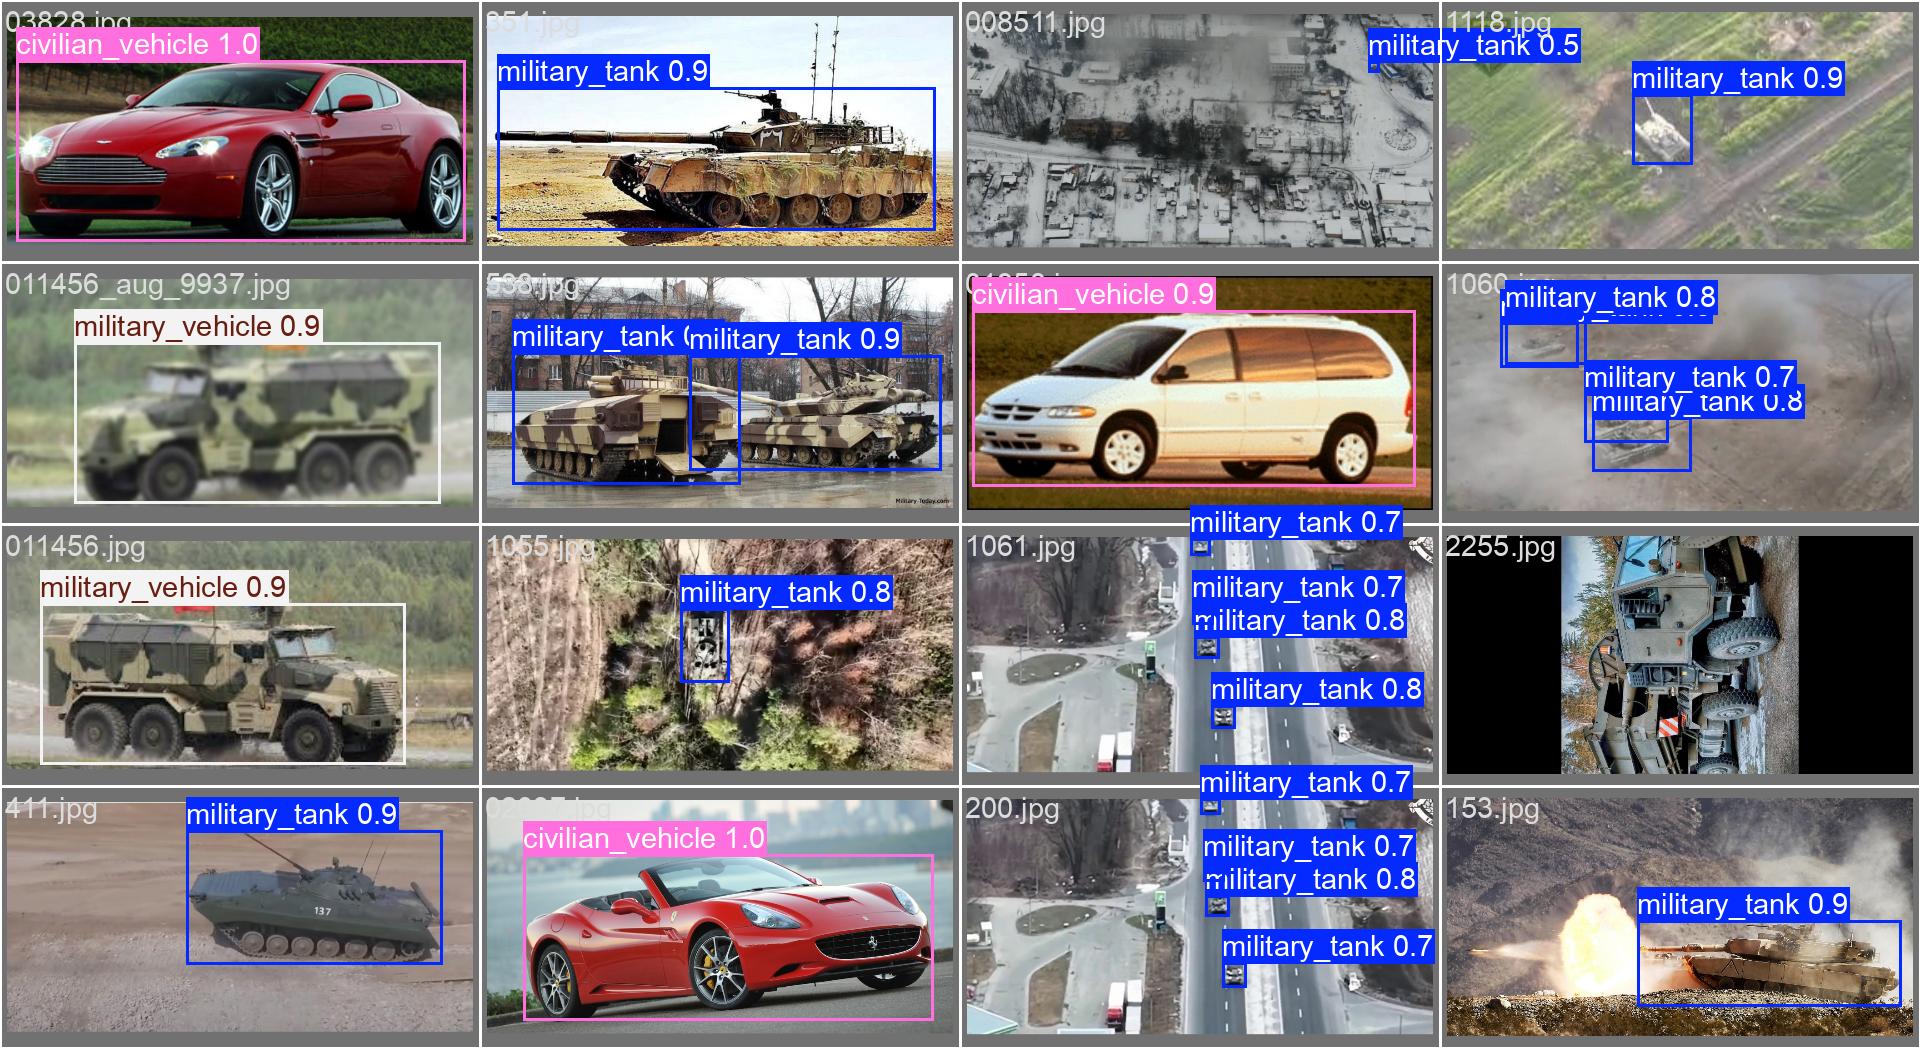 03828.jpg
civilian_vehicle 1.0
351.jpg
military_tank 0.9
008511.jpg
military_tank 0.5
1118.jpg
military_tank 0.9
011456_aug_9937.jpg
military_vehicle 0.9
538.jpg
military_tank
military_tank 0.9
Military-Today.com
civilian_vehicle 0.9
1060.jpg
military_tank 0.8
military_tank 0.7
military_tank 0.8
011456.jpg
military_vehicle 0.9
1055.jpg
military_tank 0.8
1061.jpg
military_tank 0.7
military_tank 0.7
military_tank 0.8
military_tank 0.8
2255.jpg
411.jpg
military_tank 0.9
137
civilian_vehicle 1.0
200.jpg
military_tank 0.7
military_tank 0.7
military_tank 0.8
military_tank 0.7
153.jpg
military_tank 0.9